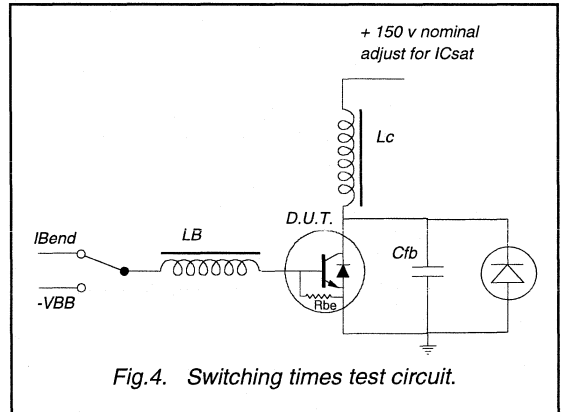 + 150 v nominal
adjust for ICsat
Lc
D.U.T.
LB
IBend
Cfb
-VBB
Rbe
Fig.4. Switching times test circuit.